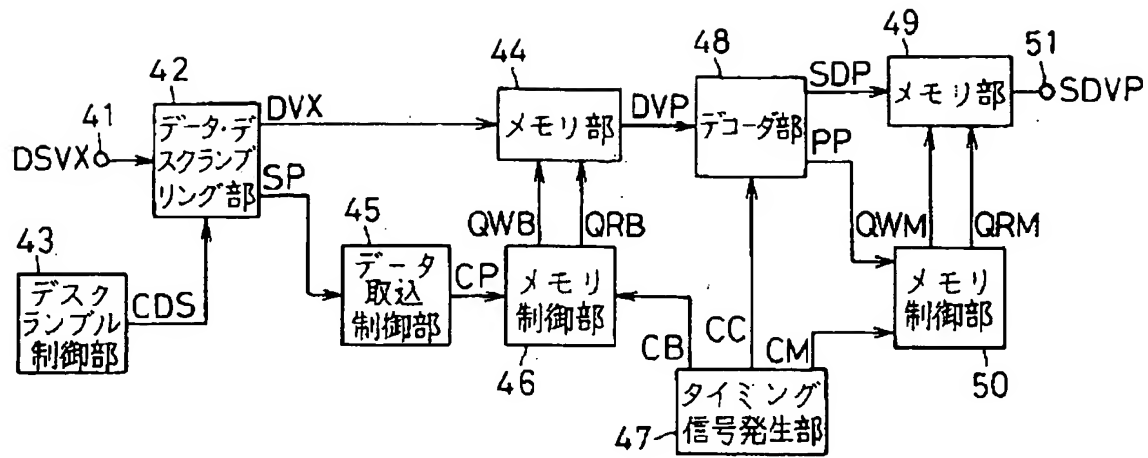 41
DSVX
42
データ・デ
スクランブ
リング部
DVX
SP
43
デスク
ランブル
制御部
CDS
44
メモリ部
DVP
45
データ
取込
制御部
CP
QWB
QRB
メモリ
制御部
46
48
デコーダ部
SDP
PP
49
メモリ部
51
SDVP
QWM
QRM
メモリ
制御部
50
CB
CC
CM
タイミング
信号発生部
47